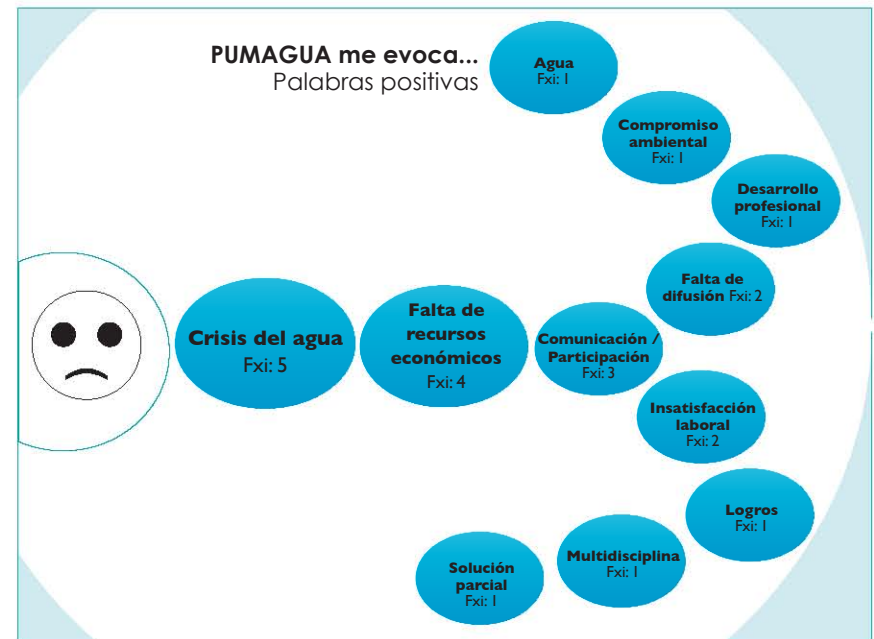 PUMAGUA me evoca...
Palabras positivas
Agua
Fxi: 1
Compromiso
ambiental
Fxi: 1
Desarrollo
profesional
Fxi: 1
Falta de
difusión Fxi: 2
Crisis del agua
Fxi: 5
Falta de
recursos
económicos
Fxi: 4
Comunicación /
Participación
Fxi: 3
Insatisfacción
laboral
Fxi: 2
Logros
Fxi: 1
Multidisciplina
Fxi: 1
Solución
parcial
Fxi: 1